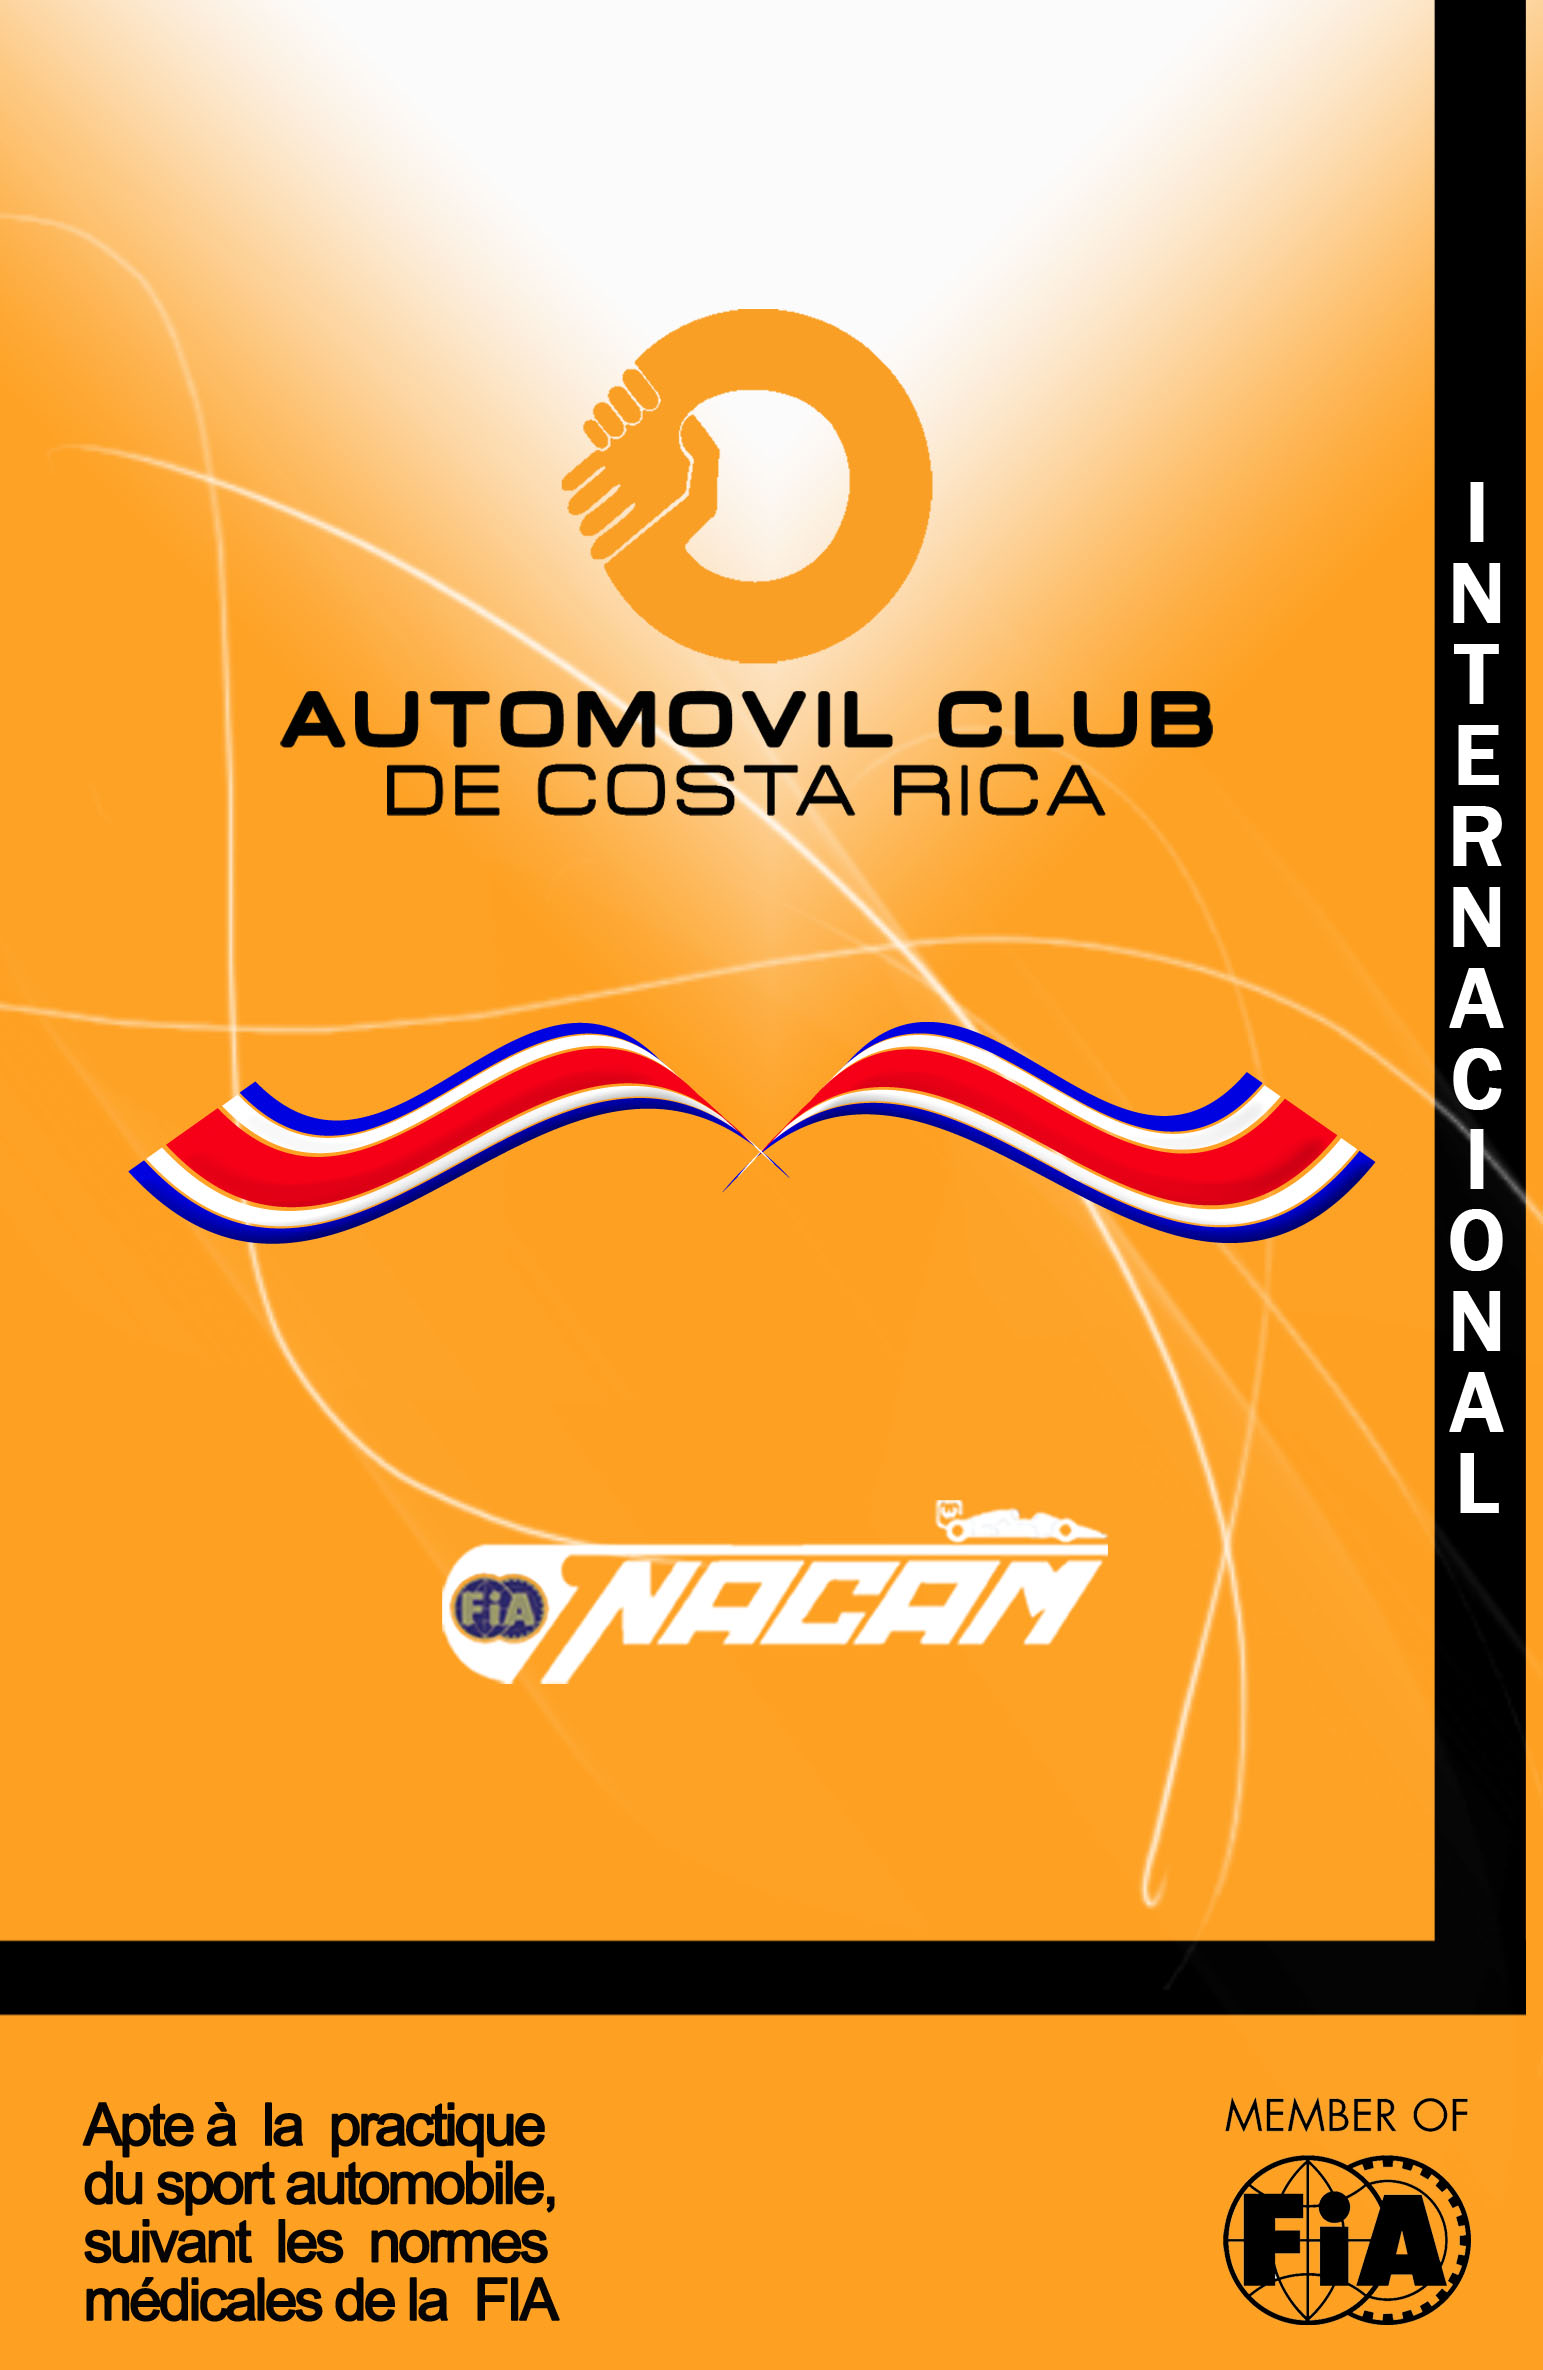 AUTOMOVIL CLUB
DE COSTA RICA
INTERNACIONAL
FiA
NACAM
Apte à la practique
du sport automobile,
suivant les normes
médicales de la FIA
MEMBER OF
FiA